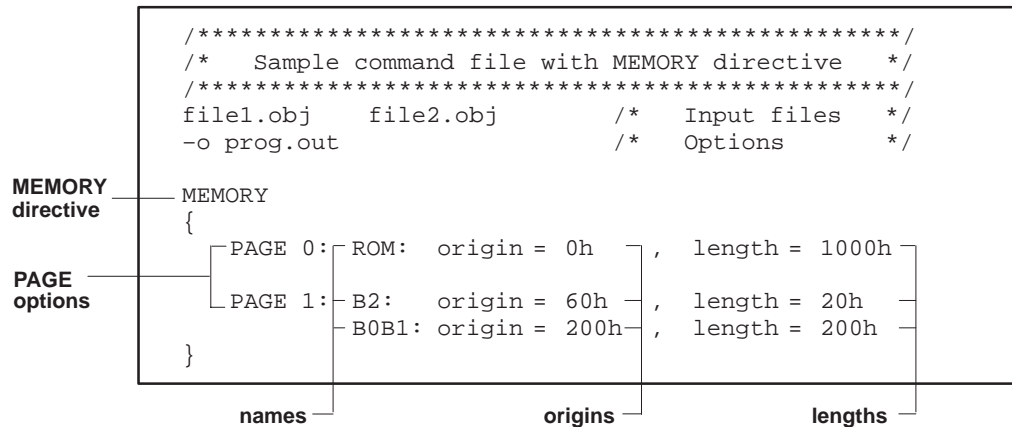 /*************************************************/
/*   Sample command file with MEMORY directive   */
/*************************************************/
file1.obj    file2.obj        /*   Input files   */
–o prog.out                   /*   Options       */
MEMORY
directive
MEMORY
{
PAGE 0: ROM:  origin =  0h   ,  length =  1000h
PAGE
options
PAGE 1: B2:   origin =  60h  ,  length =  20h
B0B1: origin =  200h ,  length =  200h
}
names   origins   lengths